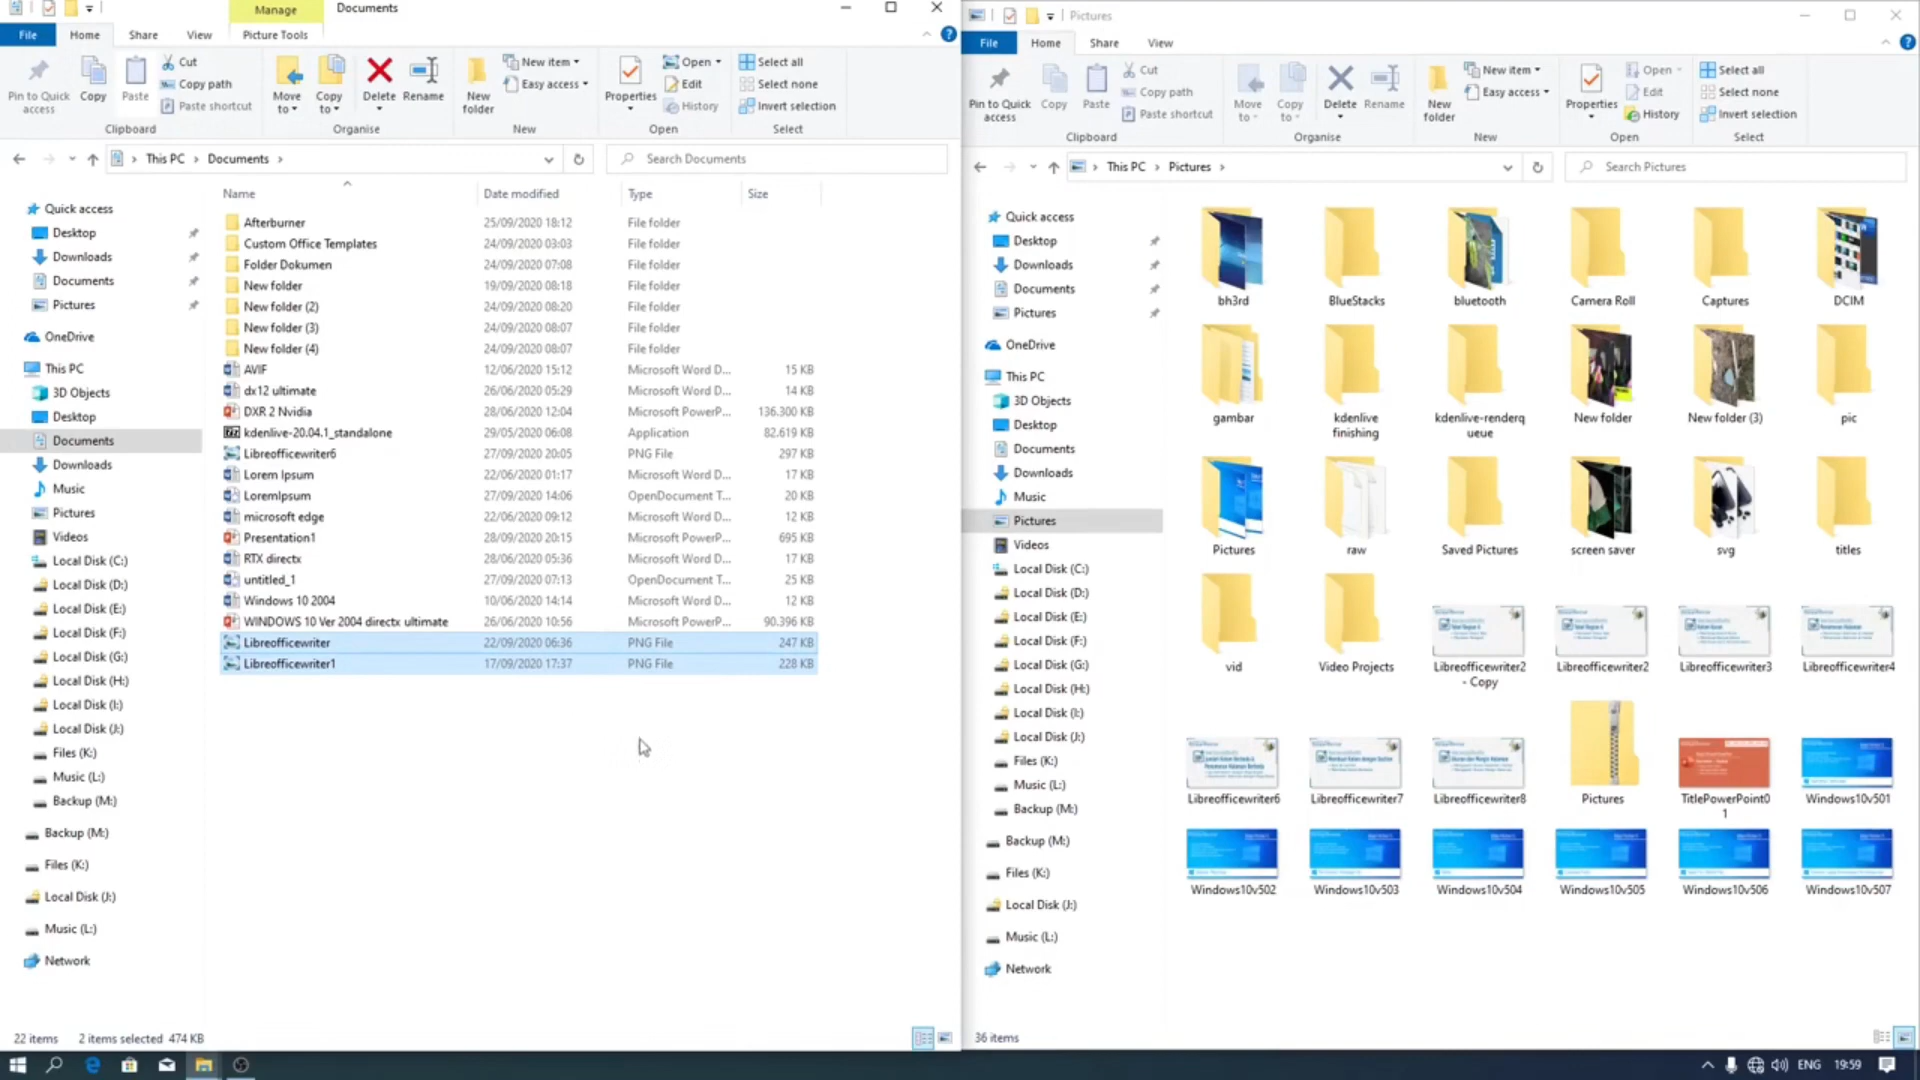 Manage
Documents
File
Home
Share
View
Picture Tools
Pin to Quick access
Copy
Paste
Cut
Copy path
Paste shortcut
Move to
Copy to
Delete
Rename
New folder
New item
Easy access
Properties
Open
Edit
History
Select all
Select none
Invert selection
Clipboard
Organise
New
Open
Select
This PC
Documents
Search Documents
Name
Date modified
Type
Size
Quick access
Desktop
Downloads
Documents
Pictures
OneDrive
This PC
3D Objects
Desktop
Documents
Downloads
Music
Pictures
Videos
Local Disk (C:)
Local Disk (D:)
Local Disk (E:)
Local Disk (F:)
Local Disk (G:)
Local Disk (H:)
Local Disk (I:)
Local Disk (J:)
Files (K:)
Music (L:)
Backup (M:)
Backup (M:)
Files (K:)
Local Disk (J:)
Music (L:)
Network
Afterburner 25/09/2020 18:12 File folder
Custom Office Templates 24/09/2020 03:03 File folder
Folder Dokumen 24/09/2020 07:08 File folder
New folder 19/09/2020 08:18 File folder
New folder (2) 24/09/2020 08:20 File folder
New folder (3) 24/09/2020 08:07 File folder
New folder (4) 24/09/2020 08:07 File folder
AVIF 12/06/2020 15:12 Microsoft Word D... 15 KB
dx12 ultimate 26/06/2020 05:29 Microsoft Word D... 14 KB
DXR 2 Nvidia 28/06/2020 12:04 Microsoft PowerP... 136.300 KB
kdenlive-20.04.1_standalone 29/05/2020 06:08 Application 82.619 KB
Libreofficewriter6 27/09/2020 20:05 PNG File 297 KB
Lorem Ipsum 22/06/2020 01:17 Microsoft Word D... 17 KB
LoremIpsum 27/09/2020 14:06 OpenDocument T... 20 KB
microsoft edge 22/06/2020 09:12 Microsoft Word D... 12 KB
Presentation1 28/09/2020 20:15 Microsoft PowerP... 695 KB
RTX directx 28/06/2020 05:36 Microsoft Word D... 17 KB
untitled_1 27/09/2020 07:13 OpenDocument T... 25 KB
Windows 10 2004 10/06/2020 14:14 Microsoft Word D... 12 KB
WINDOWS 10 Ver 2004 directx ultimate 26/06/2020 10:56 Microsoft PowerP... 90.396 KB
Libreofficewriter 22/09/2020 06:36 PNG File 247 KB
Libreofficewriter1 17/09/2020 17:37 PNG File 228 KB
22 items 2 items selected 474 KB
Pictures
File
Home
Share
View
Pin to Quick access
Copy
Paste
Cut
Copy path
Paste shortcut
Move to
Copy to
Delete
Rename
New folder
New item
Easy access
Properties
Open
Edit
History
Select all
Select none
Invert selection
Clipboard
Organise
New
Open
Select
This PC
Pictures
Search Pictures
Quick access
Desktop
Downloads
Documents
Pictures
OneDrive
This PC
3D Objects
Desktop
Documents
Downloads
Music
Pictures
Videos
Local Disk (C:)
Local Disk (D:)
Local Disk (E:)
Local Disk (F:)
Local Disk (G:)
Local Disk (H:)
Local Disk (I:)
Local Disk (J:)
Files (K:)
Music (L:)
Backup (M:)
Backup (M:)
Files (K:)
Local Disk (J:)
Music (L:)
Network
bh3rd
BlueStacks
bluetooth
Camera Roll
Captures
DCIM
gambar
kdenlive finishing
kdenlive-renderq
ueue
New folder
New folder (3)
pic
Pictures
raw
Saved Pictures
screen saver
svg
titles
vid
Video Projects
Libreofficewriter2
- Copy
Libreofficewriter2
Libreofficewriter3
Libreofficewriter4
Libreofficewriter6
Libreofficewriter7
Libreofficewriter8
Pictures
TitlePowerPoint0
1
Windows10v501
Windows10v502
Windows10v503
Windows10v504
Windows10v505
Windows10v506
Windows10v507
36 items
ENG
19:59